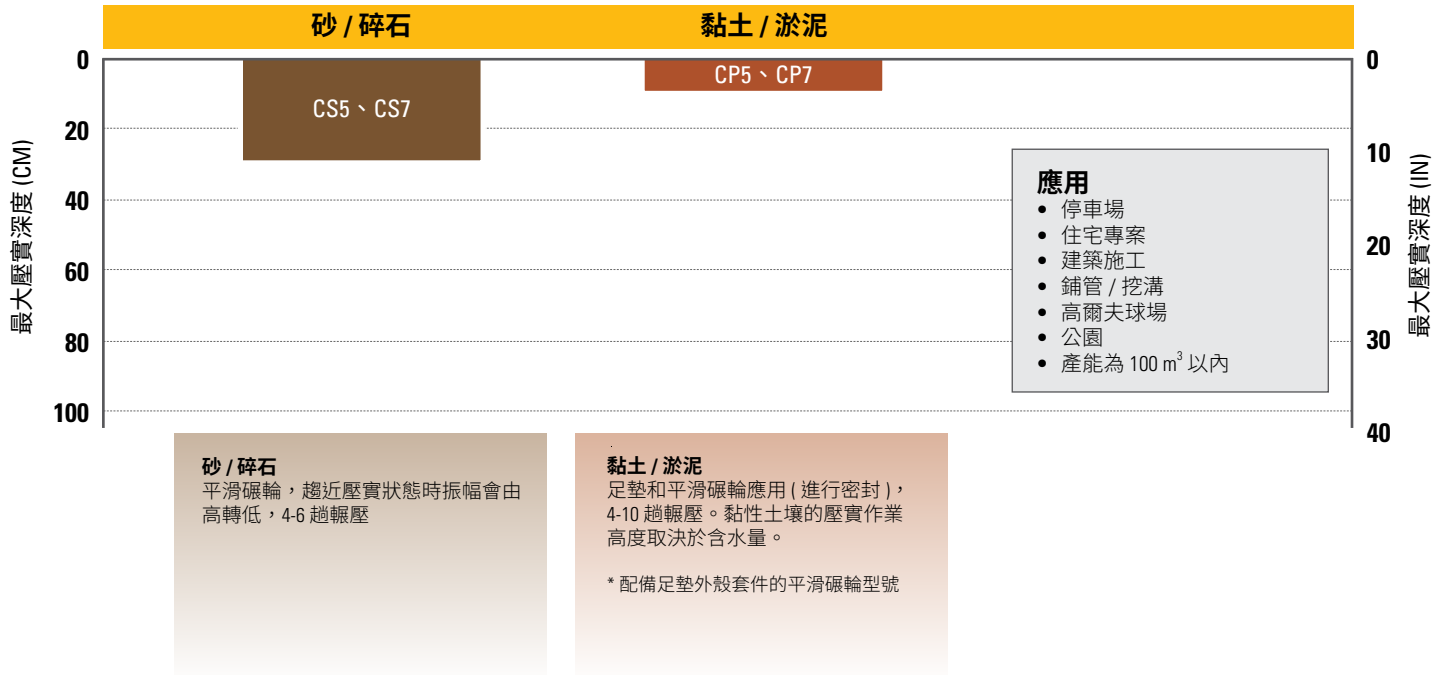 砂 / 碎石
黏土 / 淤泥
0
20
40
60
80
100
最大壓實深度 (CM)
CS5、CS7
CP5、CP7
0
10
20
30
40
最大壓實深度 (IN)
應用
• 停車場
• 住宅專案
• 建築施工
• 鋪管 / 挖溝
• 高爾夫球場
• 公園
• 產能為 100 m³ 以內
砂 / 碎石
平滑碾輪，趨近壓實狀態時振幅會由
高轉低，4-6 趟輾壓
黏土 / 淤泥
足墊和平滑碾輪應用 ( 進行密封 )，
4-10 趟輾壓。黏性土壤的壓實作業
高度取決於含水量。
* 配備足墊外殼套件的平滑碾輪型號